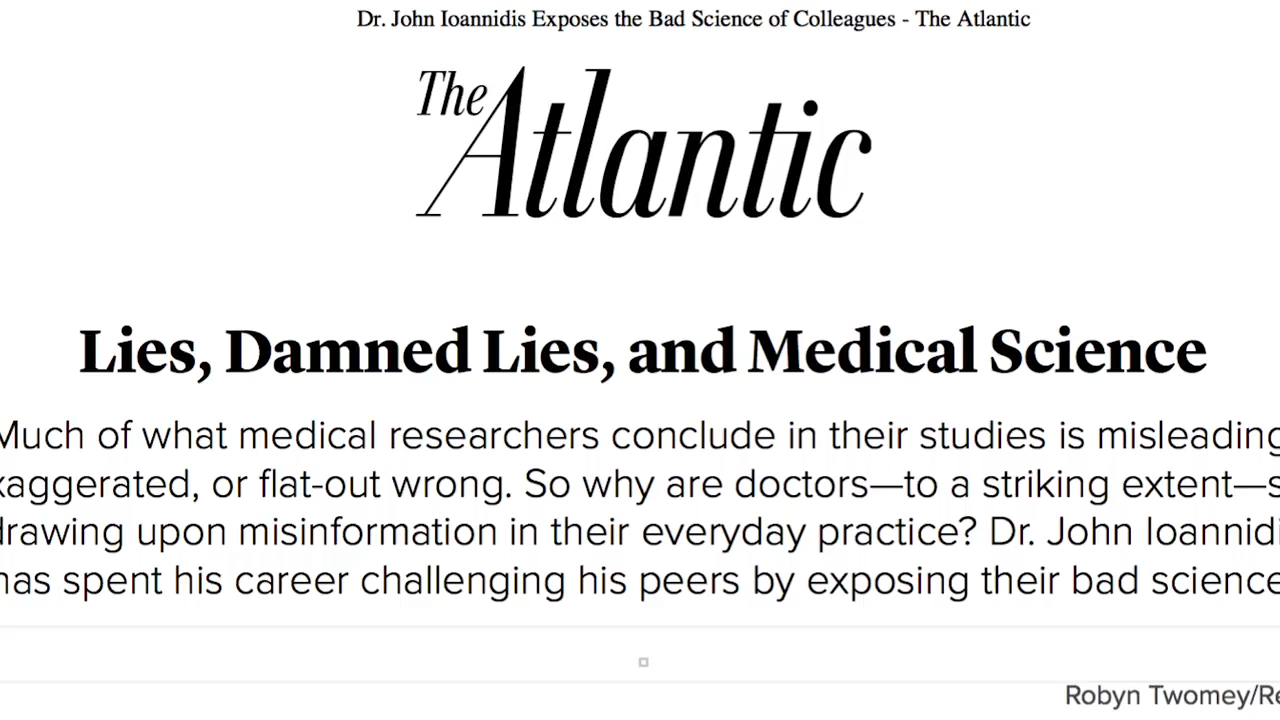 Dr. John Ioannidis Exposes the Bad Science of Colleagues - The Atlantic
The Atlantic
Lies, Damned Lies, and Medical Science
Much of what medical researchers conclude in their studies is misleading
xaggerated, or flat-out wrong. So why are doctors—to a striking extent—s
drawing upon misinformation in their everyday practice? Dr. John Ioannidi
has spent his career challenging his peers by exposing their bad science
Robyn Twomey/Re